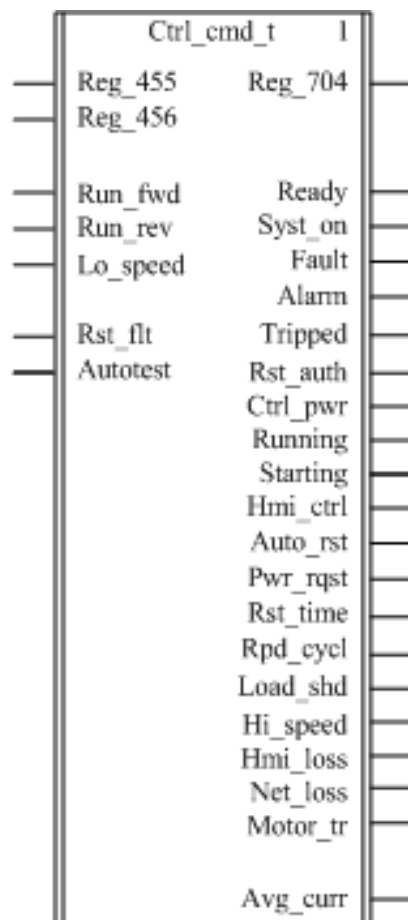 Ctrl_cmd_t 1
Reg_455 Reg_704
Reg_456
Run_fwd Ready
Run_rev Syst_on
Lo_speed Fault
Alarm
Rst_flt Tripped
Autotest Rst_auth
Ctrl_pwr
Running
Starting
Hmi_ctrl
Auto_rst
Pwr_rqst
Rst_time
Rpd_cycl
Load_shd
Hi_speed
Hmi_loss
Net_loss
Motor_tr
Avg_curr